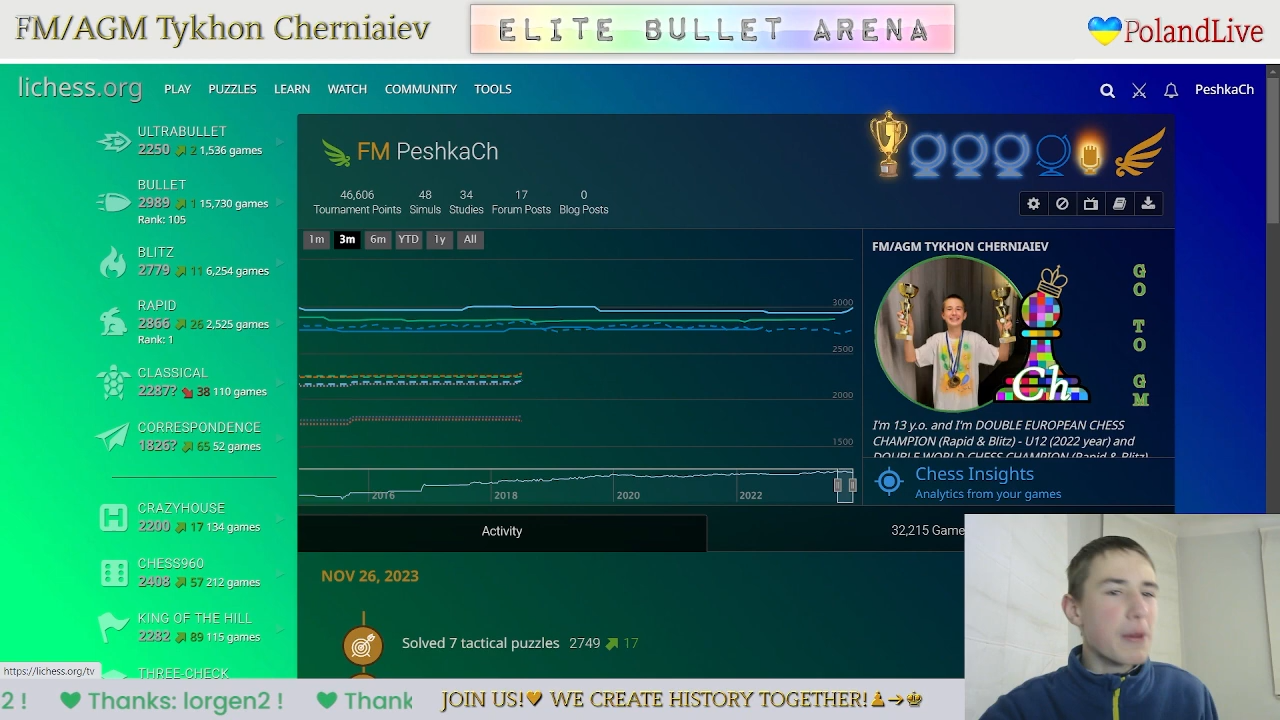 FM/AGM Tykhon Cherniaiev
ELITE BULLET ARENA
PolandLive
lichess.org
PLAY PUZZLES LEARN WATCH COMMUNITY TOOLS
PeshkaCh
ULTRABULLET
2250 2 1,536 games
BULLET
2989 1 15,730 games
Rank: 105
BLITZ
2779 11 6,254 games
RAPID
2866 26 2,525 games
Rank: 1
CLASSICAL
2287? 38 110 games
CORRESPONDENCE
1826? 65 52 games
CRAZYHOUSE
2200 17 134 games
CHESS960
2408 57 212 games
KING OF THE HILL
2282 89 115 games
THREE-CHECK
https://lichess.org/tv
FM PeshkaCh
46,606 48 34 17 0
Tournament Points Simuls Studies Forum Posts Blog Posts
1m 3m 6m YTD 1y All
3000
2500
2000
1500
2016 2018 2020 2022
FM/AGM TYKHON CHERNIAIEV
Ch
GO
TO
GM
I'm 13 y.o. and I'm DOUBLE EUROPEAN CHESS
CHAMPION (Rapid & Blitz) - U12 (2022 year) and
DOUBLE WORLD CHESS CHAMPION (Rapid & Blitz)
Chess Insights
Analytics from your games
Activity
32,215 Game
NOV 26, 2023
Solved 7 tactical puzzles 2749 17
2 ! Thanks: lorgen2 ! Thank
JOIN US! WE CREATE HISTORY TOGETHER!